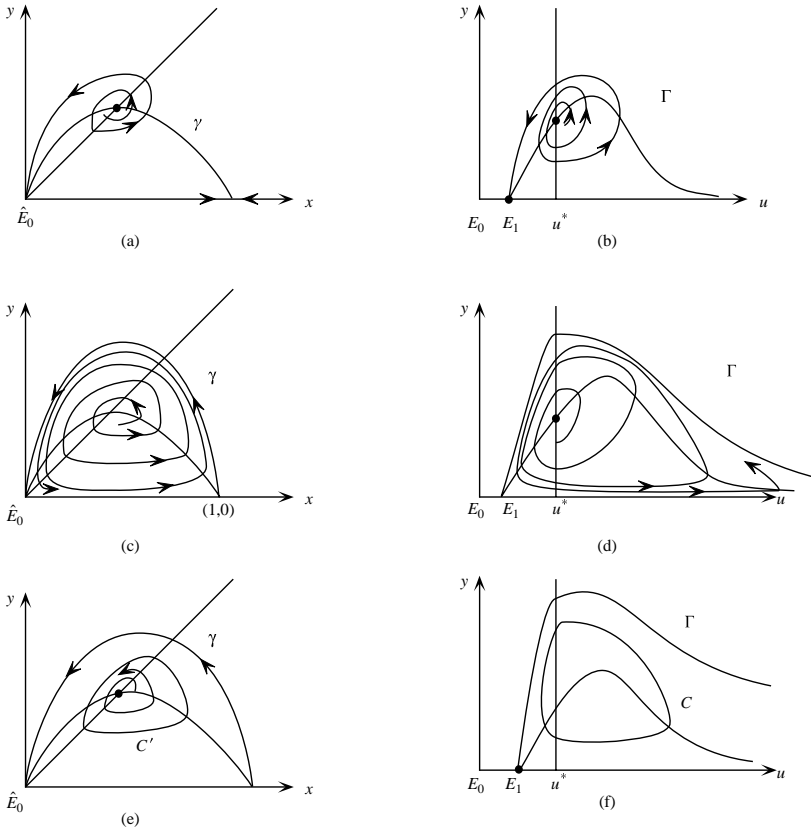 y
γ
Ê₀
x
(a)
y
Γ
E₀ E₁ u* u
(b)
y
γ
Ê₀
(1,0)
x
(c)
y
Γ
E₀ E₁ u* u
(d)
y
γ
C′
Ê₀
x
(e)
y
Γ
C
E₀ E₁ u* u
(f)